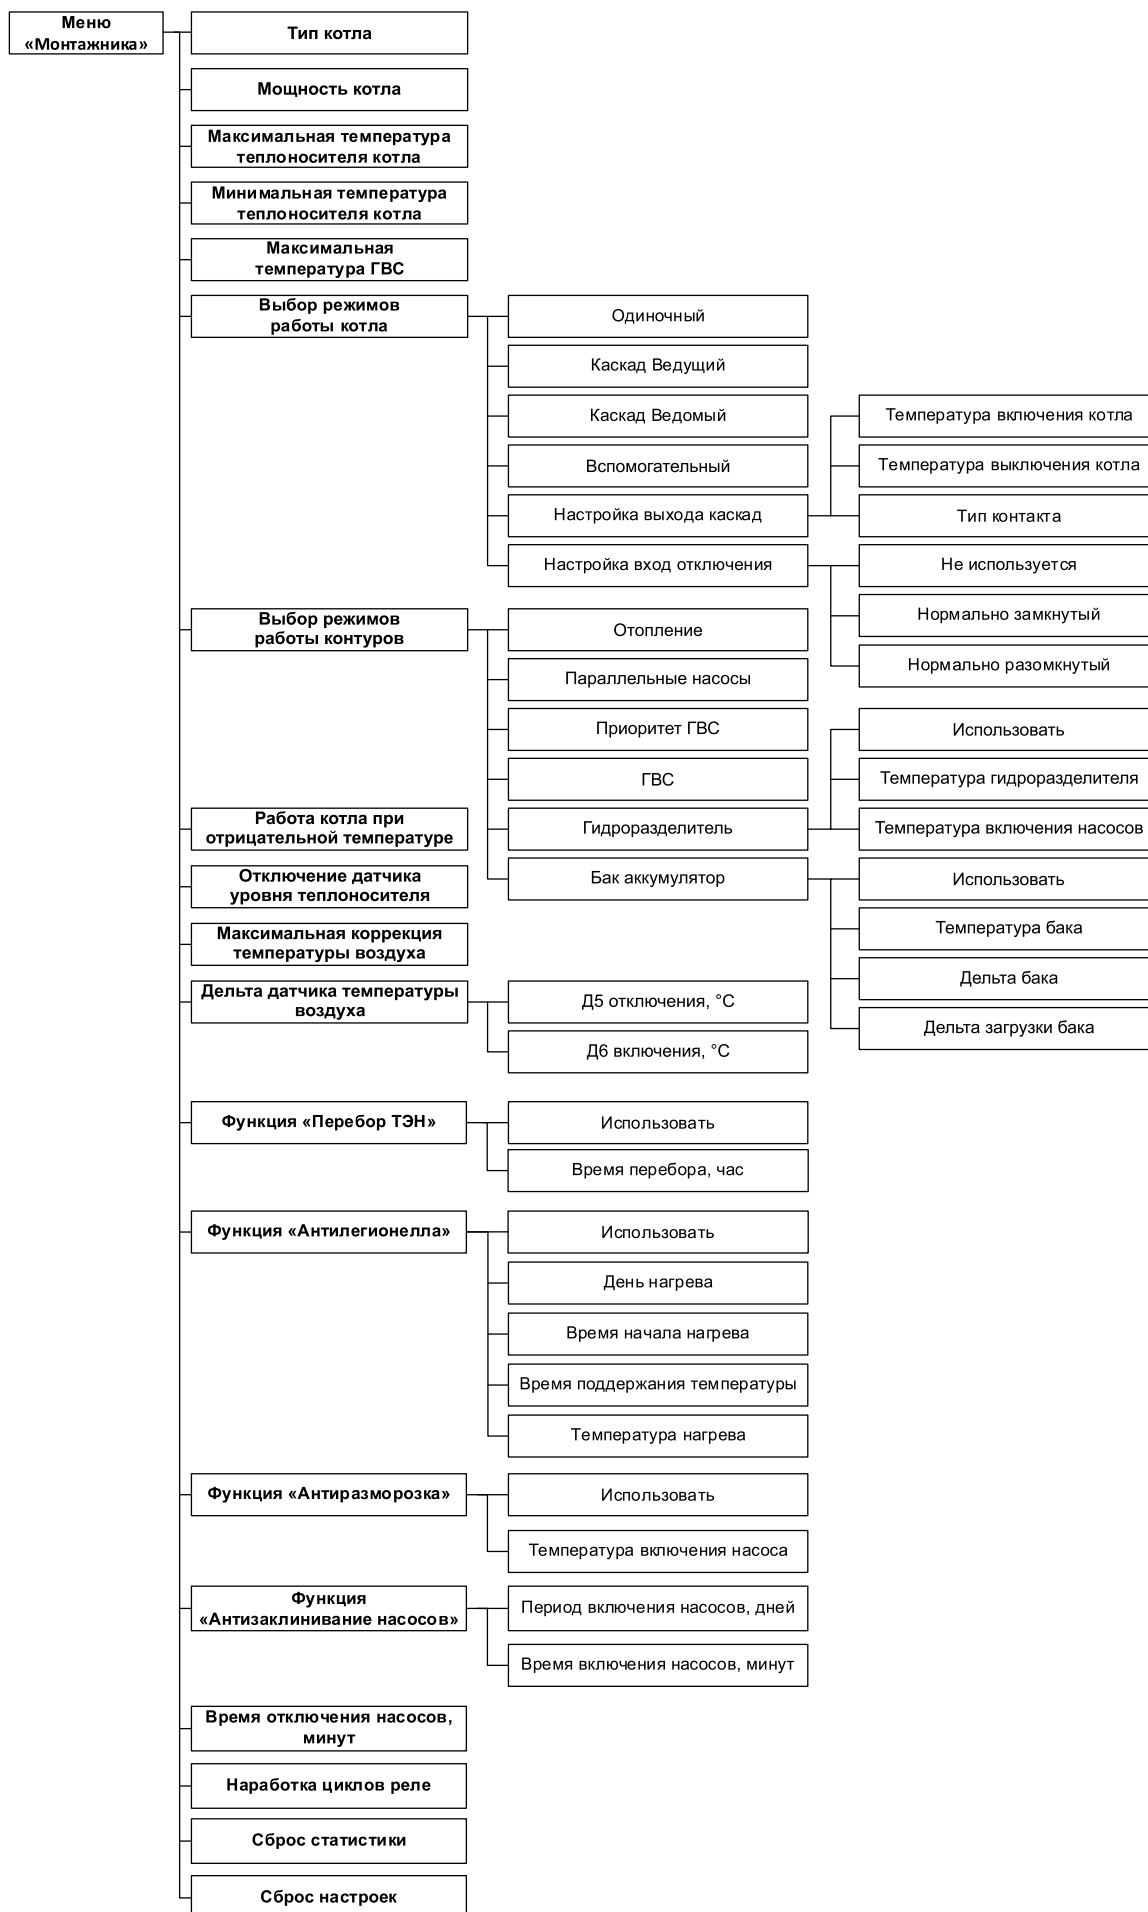 Меню
«Монтажника»
Тип котла
Мощность котла
Максимальная температура
теплоносителя котла
Минимальная температура
теплоносителя котла
Максимальная
температура ГВС
Выбор режимов
работы котла
Одиночный
Каскад Ведущий
Каскад Ведомый
Вспомогательный
Настройка выхода каскад
Температура включения котла
Температура выключения котла
Тип контакта
Настройка вход отключения
Не используется
Нормально замкнутый
Нормально разомкнутый
Выбор режимов
работы контуров
Отопление
Параллельные насосы
Приоритет ГВС
ГВС
Гидроразделитель
Использовать
Температура гидроразделителя
Температура включения насосов
Бак аккумулятор
Использовать
Температура бака
Дельта бака
Дельта загрузки бака
Работа котла при
отрицательной температуре
Отключение датчика
уровня теплоносителя
Максимальная коррекция
температуры воздуха
Дельта датчика температуры
воздуха
Д5 отключения, °С
Д6 включения, °С
Функция «Перебор ТЭН»
Использовать
Время перебора, час
Функция «Антилегионелла»
Использовать
День нагрева
Время начала нагрева
Время поддержания температуры
Температура нагрева
Функция «Антиразморозка»
Использовать
Температура включения насоса
Функция
«Антизаклинивание насосов»
Период включения насосов, дней
Время включения насосов, минут
Время отключения насосов,
минут
Наработка циклов реле
Сброс статистики
Сброс настроек